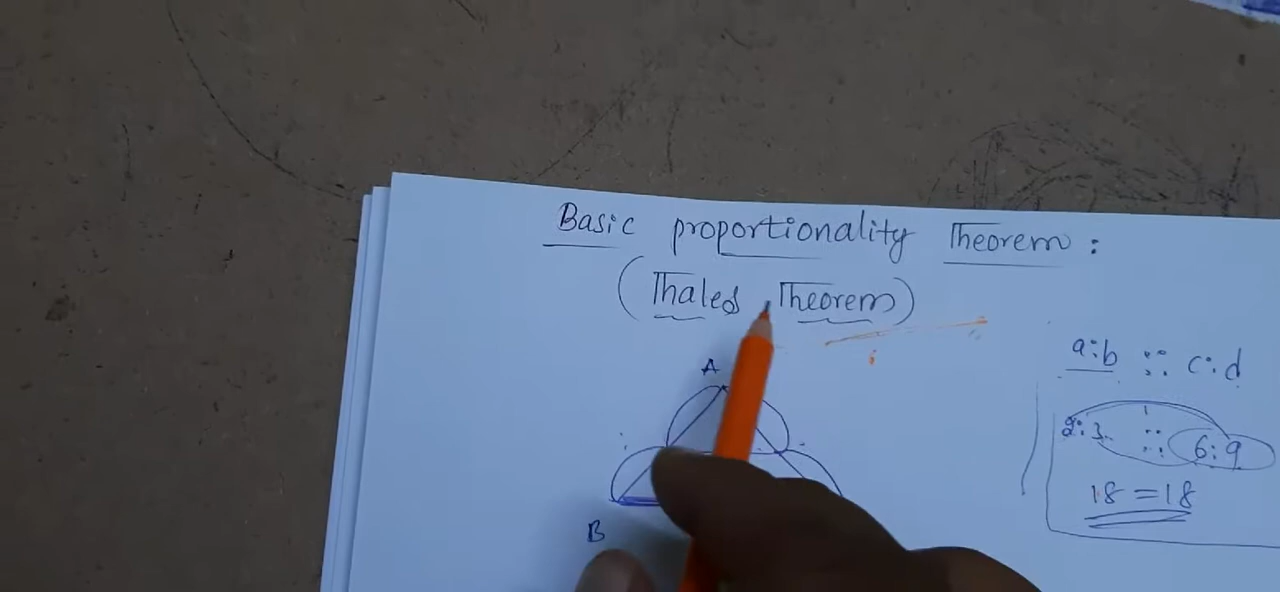 Basic proportionality Theorem :
(Thales Theorem)
A
B
a:b :: c:d
2:3 :: 6:9
18 = 18